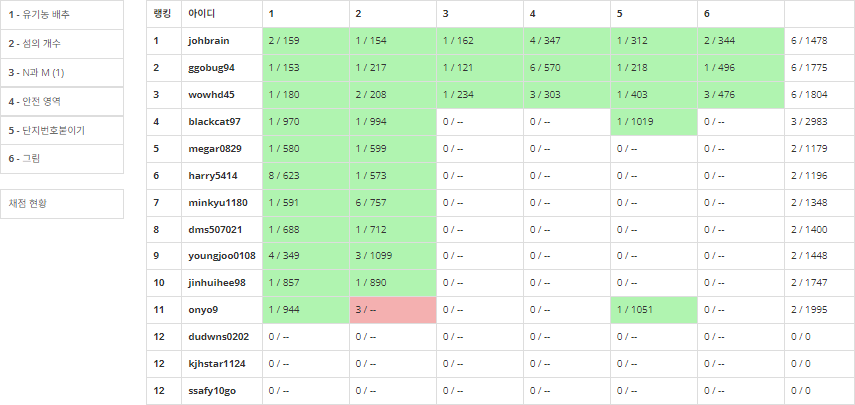 1 - 유기농 배추
2 - 섬의 개수
3 - N과 M (1)
4 - 안전 영역
5 - 단지번호붙이기
6 - 그림
채점 현황
랭킹 아이디 1 2 3 4 5 6
1 johbrain 2 / 159 1 / 154 1 / 162 4 / 347 1 / 312 2 / 344 6 / 1478
2 ggobug94 1 / 153 1 / 217 1 / 121 6 / 570 1 / 218 1 / 496 6 / 1775
3 wowhd45 1 / 180 2 / 208 1 / 234 3 / 303 1 / 403 3 / 476 6 / 1804
4 blackcat97 1 / 970 1 / 994 0 / -- 0 / -- 1 / 1019 0 / -- 3 / 2983
5 megar0829 1 / 580 1 / 599 0 / -- 0 / -- 0 / -- 0 / -- 2 / 1179
6 harry5414 8 / 623 1 / 573 0 / -- 0 / -- 0 / -- 0 / -- 2 / 1196
7 minkyu1180 1 / 591 6 / 757 0 / -- 0 / -- 0 / -- 0 / -- 2 / 1348
8 dms507021 1 / 688 1 / 712 0 / -- 0 / -- 0 / -- 0 / -- 2 / 1400
9 youngjoo0108 4 / 349 3 / 1099 0 / -- 0 / -- 0 / -- 0 / -- 2 / 1448
10 jinhuihee98 1 / 857 1 / 890 0 / -- 0 / -- 0 / -- 0 / -- 2 / 1747
11 onyo9 1 / 944 3 / -- 0 / -- 0 / -- 1 / 1051 0 / -- 2 / 1995
12 dudwns0202 0 / -- 0 / -- 0 / -- 0 / -- 0 / -- 0 / -- 0 / 0
12 kjhstar1124 0 / -- 0 / -- 0 / -- 0 / -- 0 / -- 0 / -- 0 / 0
12 ssafy10go 0 / -- 0 / -- 0 / -- 0 / -- 0 / -- 0 / -- 0 / 0